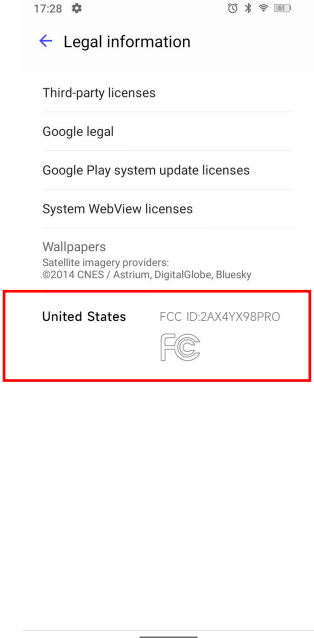 17:28
Legal information
Third-party licenses
Google legal
Google Play system update licenses
System WebView licenses
Wallpapers
Satellite imagery providers:
©2014 CNES / Astrium, DigitalGlobe, Bluesky
United States FCC ID:2AX4YX98PRO
FC